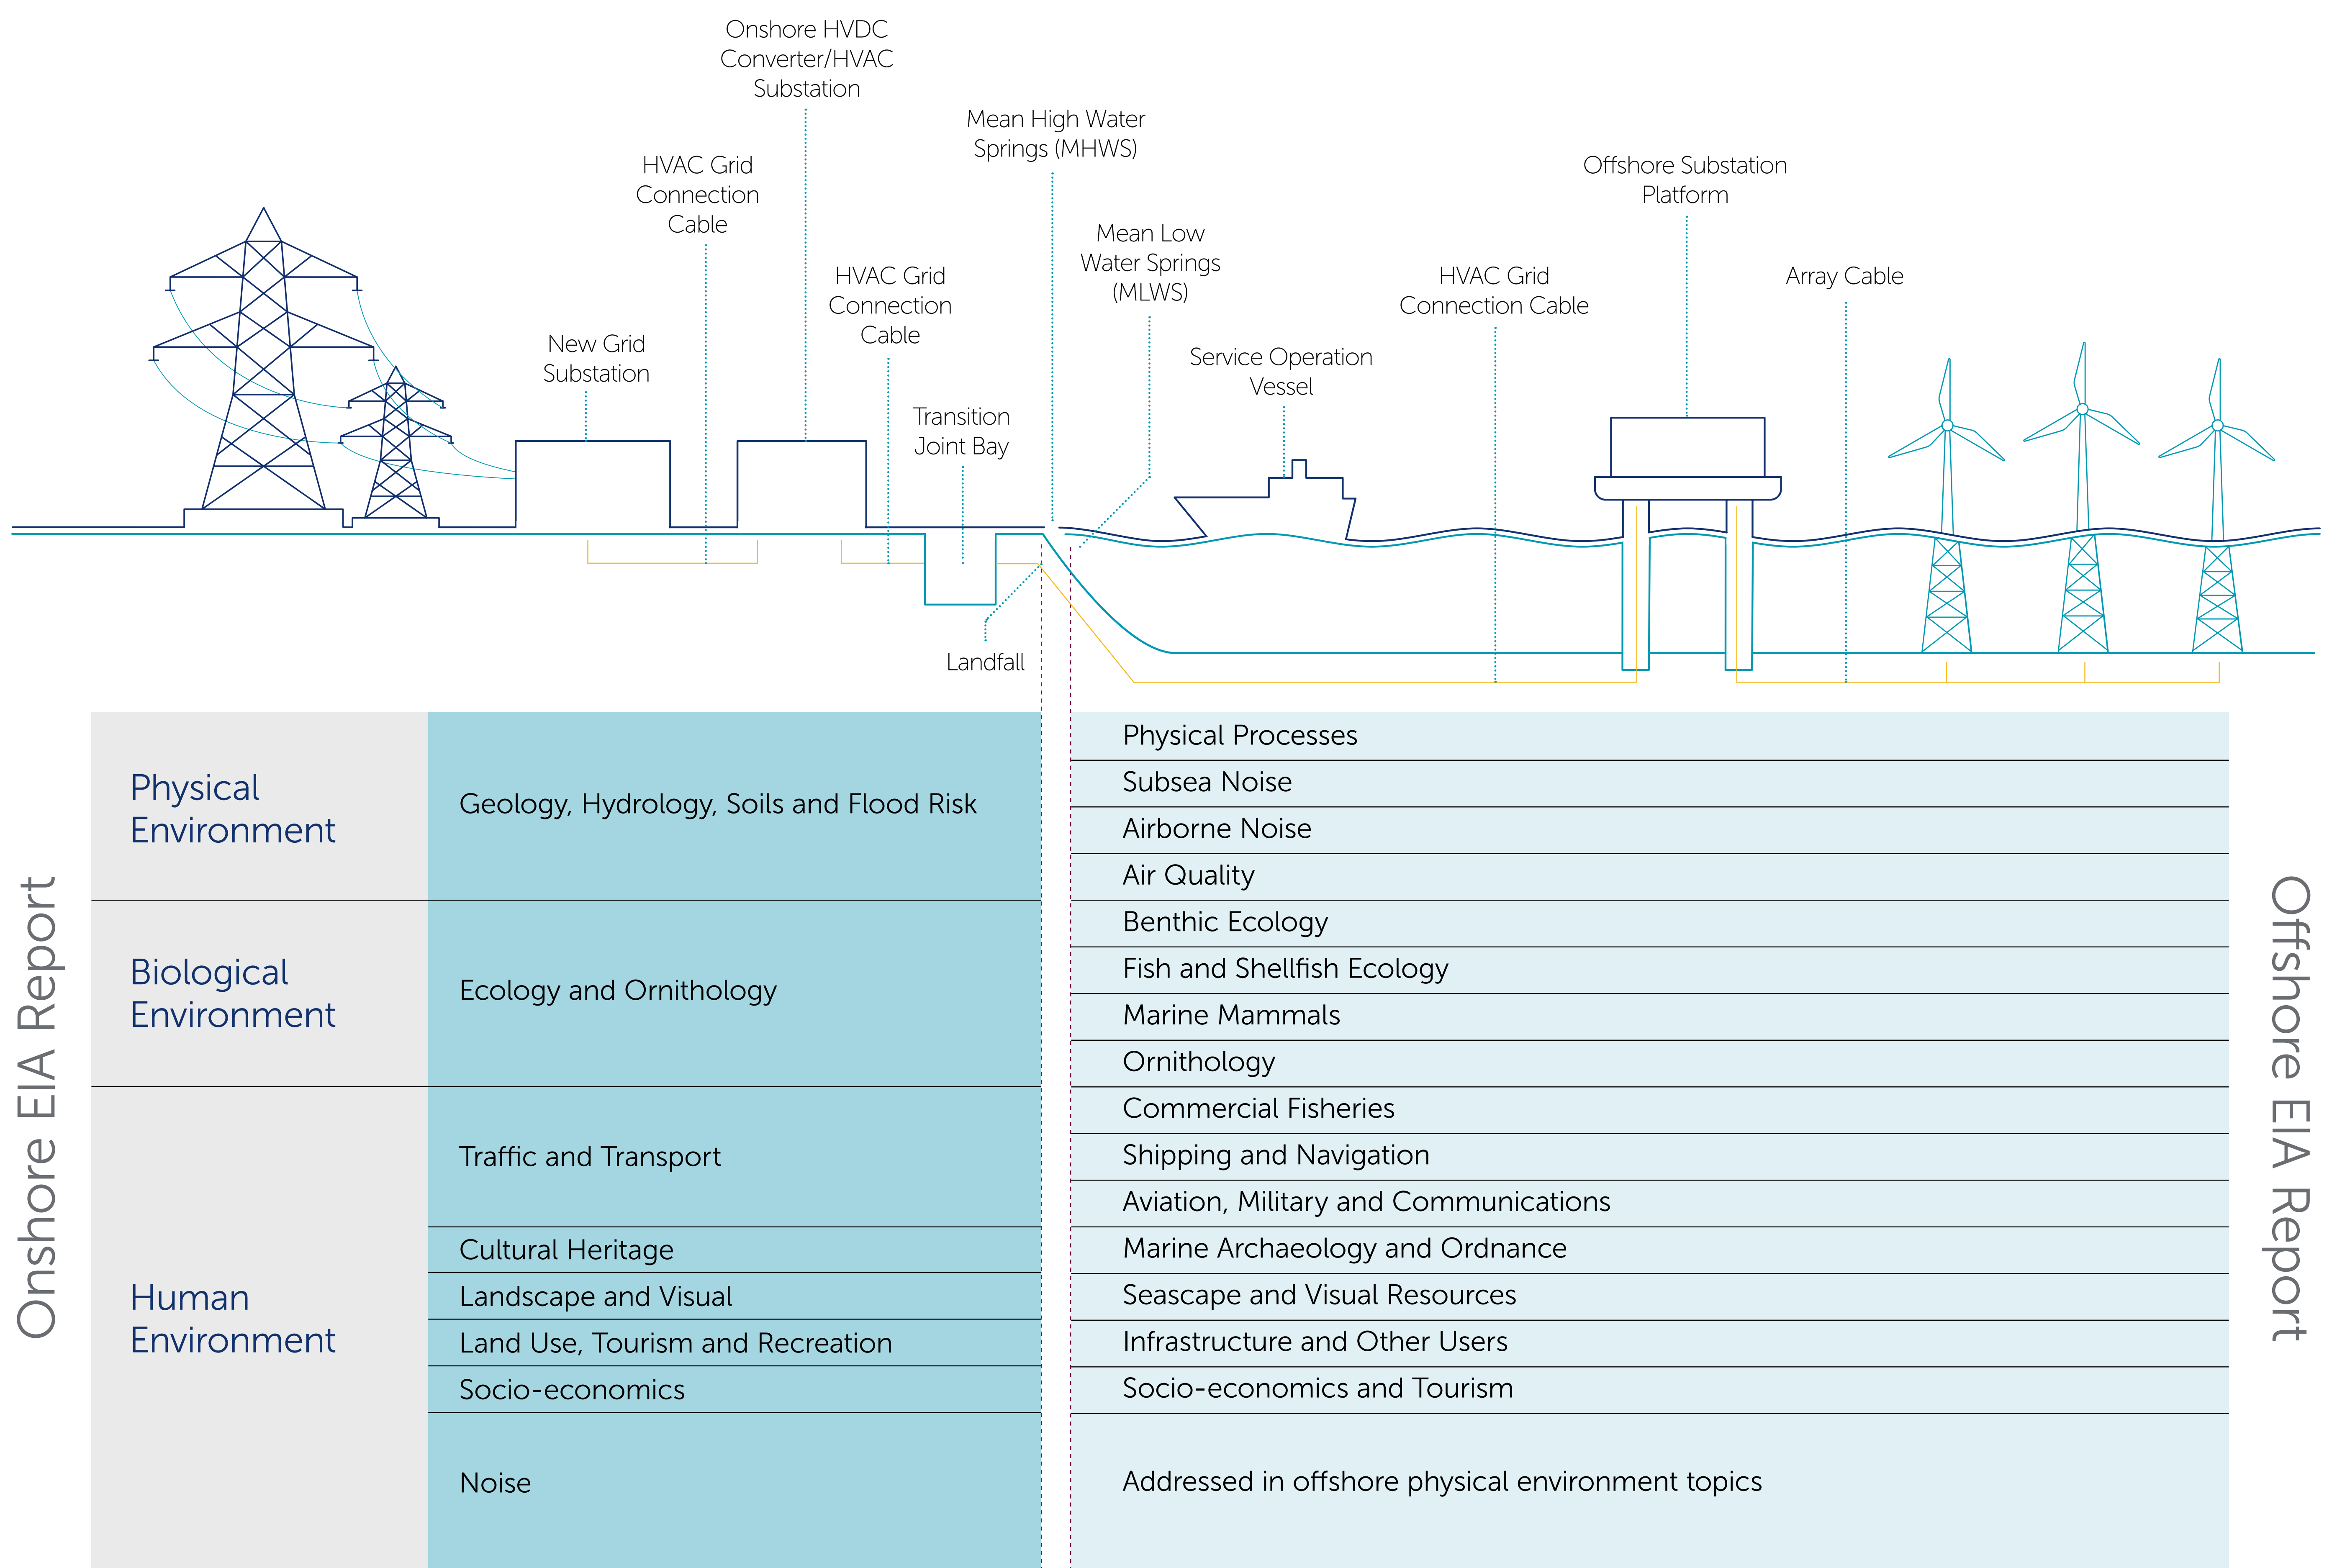 Onshore HVDC
Converter/HVAC
Substation
Mean High Water
Springs (MHWS)
HVAC Grid
Connection
Cable
Offshore Substation
Platform
Mean Low
Water Springs
(MLWS)
HVAC Grid
Connection
Cable
HVAC Grid
Connection Cable
Array Cable
New Grid
Substation
Service Operation
Vessel
Transition
Joint Bay
Landfall
Onshore EIA Report
Physical
Environment
Geology, Hydrology, Soils and Flood Risk
Physical Processes
Subsea Noise
Airborne Noise
Air Quality
Biological
Environment
Ecology and Ornithology
Benthic Ecology
Fish and Shellfish Ecology
Marine Mammals
Ornithology
Human
Environment
Traffic and Transport
Cultural Heritage
Landscape and Visual
Land Use, Tourism and Recreation
Socio-economics
Noise
Commercial Fisheries
Shipping and Navigation
Aviation, Military and Communications
Marine Archaeology and Ordnance
Seascape and Visual Resources
Infrastructure and Other Users
Socio-economics and Tourism
Addressed in offshore physical environment topics
Offshore EIA Report